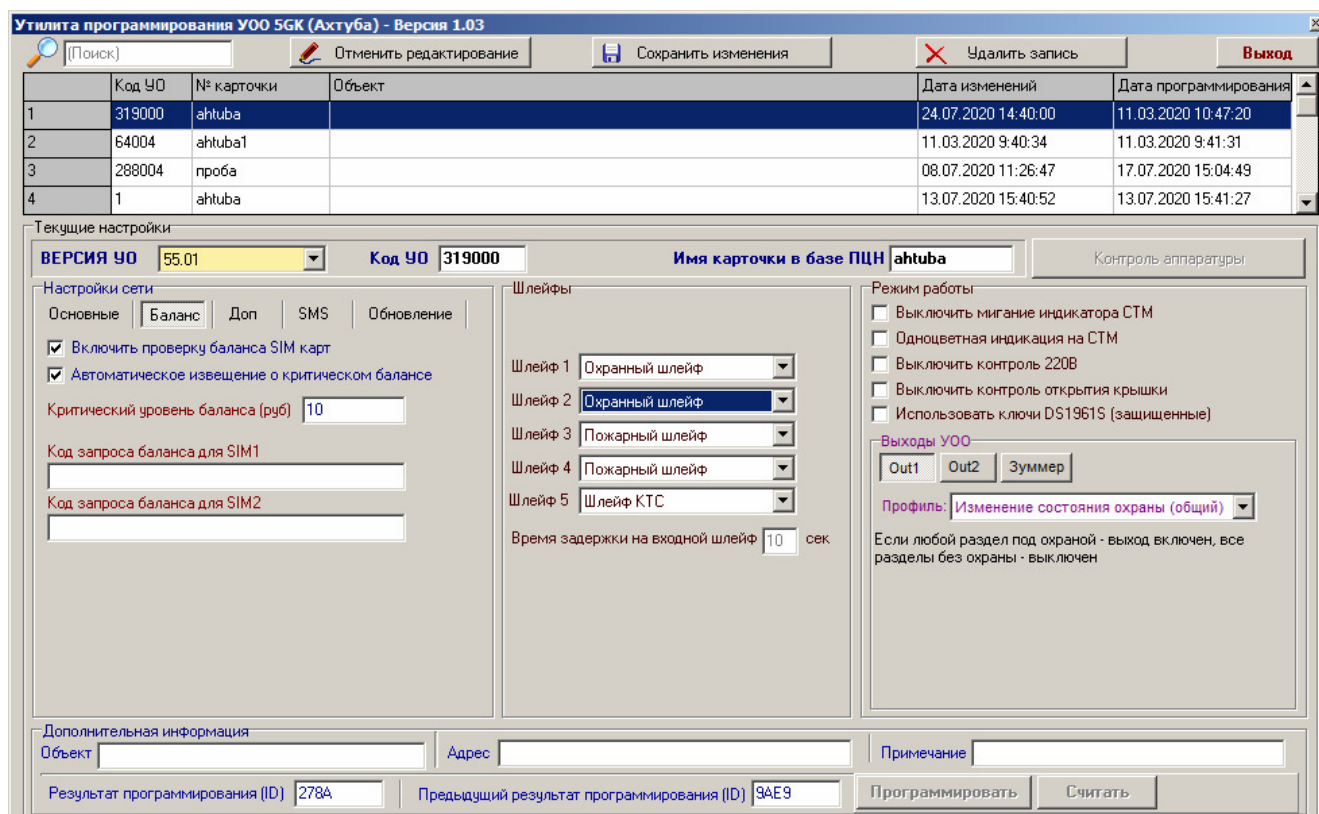 Утилита программирования УОО 5GK (Ахтуба) - Версия 1.03
(Поиск) Отменить редактирование Сохранить изменения Удалить запись Выход
Код УО № карточки Объект Дата изменений Дата программирования
1 319000 ahtuba 24.07.2020 14:40:00 11.03.2020 10:47:20
2 64004 ahtuba1 11.03.2020 9:40:34 11.03.2020 9:41:31
3 288004 проба 08.07.2020 11:26:47 17.07.2020 15:04:49
4 1 ahtuba 13.07.2020 15:40:52 13.07.2020 15:41:27
Текущие настройки
ВЕРСИЯ УО 55.01 Код УО 319000 Имя карточки в базе ПЦН ahtuba Контроль аппаратуры
Настройки сети
Основные Баланс Доп SMS Обновление
Включить проверку баланса SIM карт
Автоматическое извещение о критическом балансе
Критический уровень баланса (руб) 10
Код запроса баланса для SIM1
Код запроса баланса для SIM2
Шлейфы
Шлейф 1 Охранный шлейф
Шлейф 2 Охранный шлейф
Шлейф 3 Пожарный шлейф
Шлейф 4 Пожарный шлейф
Шлейф 5 Шлейф КТС
Время задержки на входной шлейф 10 сек
Режим работы
Выключить мигание индикатора СТМ
Одноцветная индикация на СТМ
Выключить контроль 220В
Выключить контроль открытия крышки
Использовать ключи DS1961S (защищенные)
Выходы УОО
Out1 Out2 Зуммер
Профиль: Изменение состояния охраны (общий)
Если любой раздел под охраной - выход включен, все
разделы без охраны - выключен
Дополнительная информация
Объект Адрес Примечание
Результат программирования (ID) 278A Предыдущий результат программирования (ID) 9AE9 Программировать Считать